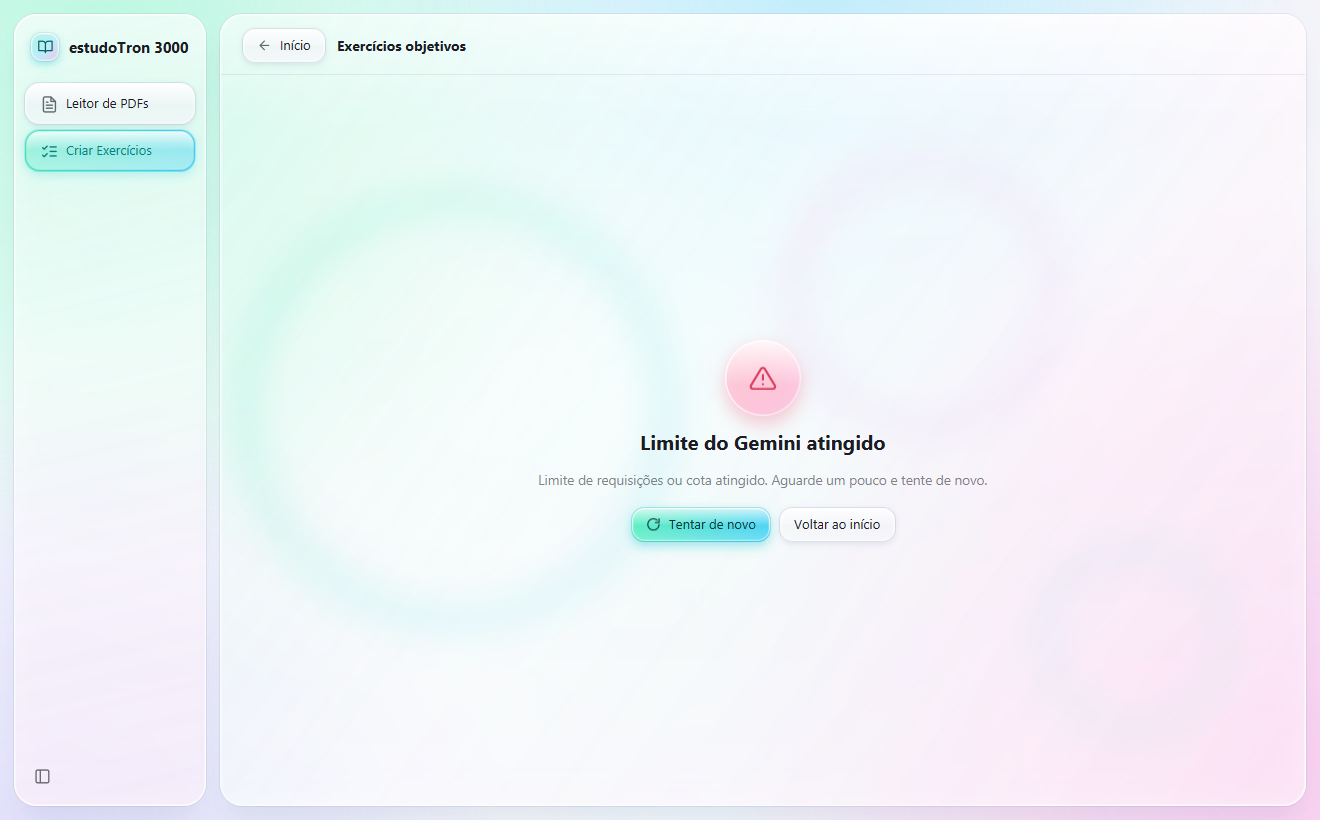 estudoTron 3000
Leitor de PDFs
Criar Exercícios
Início
Exercícios objetivos
Limite do Gemini atingido
Limite de requisições ou cota atingido. Aguarde um pouco e tente de novo.
Tentar de novo
Voltar ao início